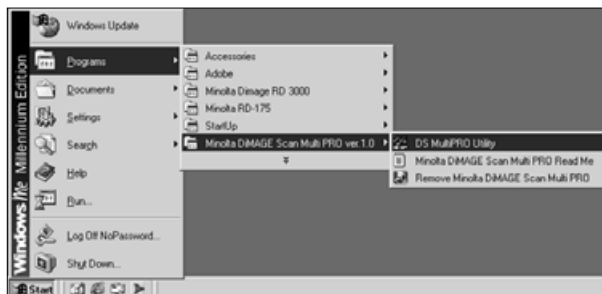 Windows Me Millennium Edition
Windows Update
Programs
Documents
Settings
Search
Help
Run...
Log Off NoPassword...
Shut Down...
Start
Accessories
Adobe
Minolta Dimage RD 3000
Minolta RD-175
StartUp
Minolta DiMAGE Scan Multi PRO ver.1.0
DS MultiPRO Utility
Minolta DiMAGE Scan Multi PRO Read Me
Remove Minolta DiMAGE Scan Multi PRO